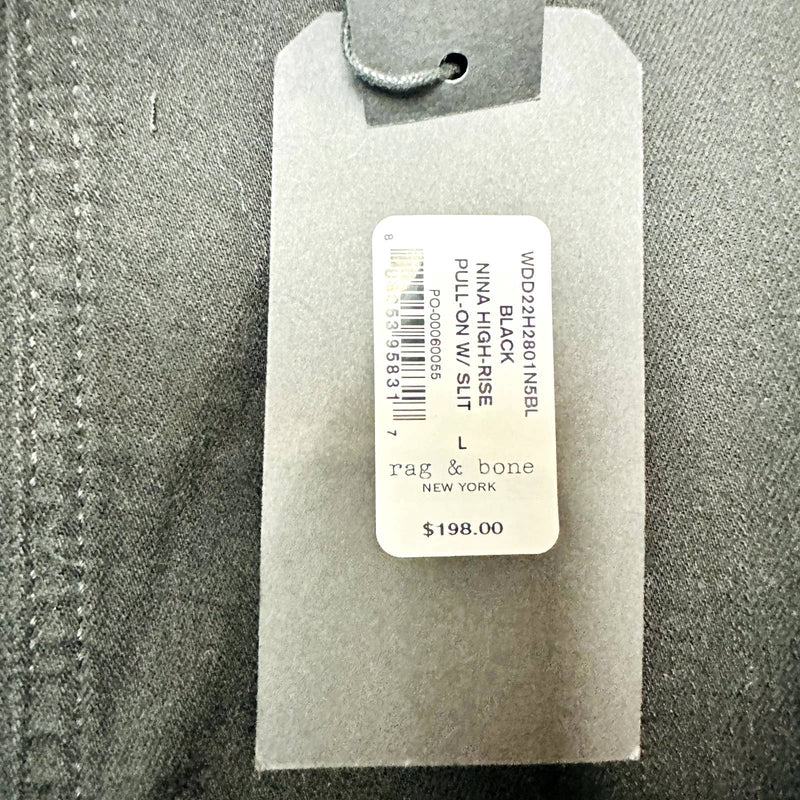 WDD22H2801N5BL
BLACK
NINA HIGH-RISE
PULL-ON W/ SLIT
PO-00060055
L
rag & bone
NEW YORK
$198.00